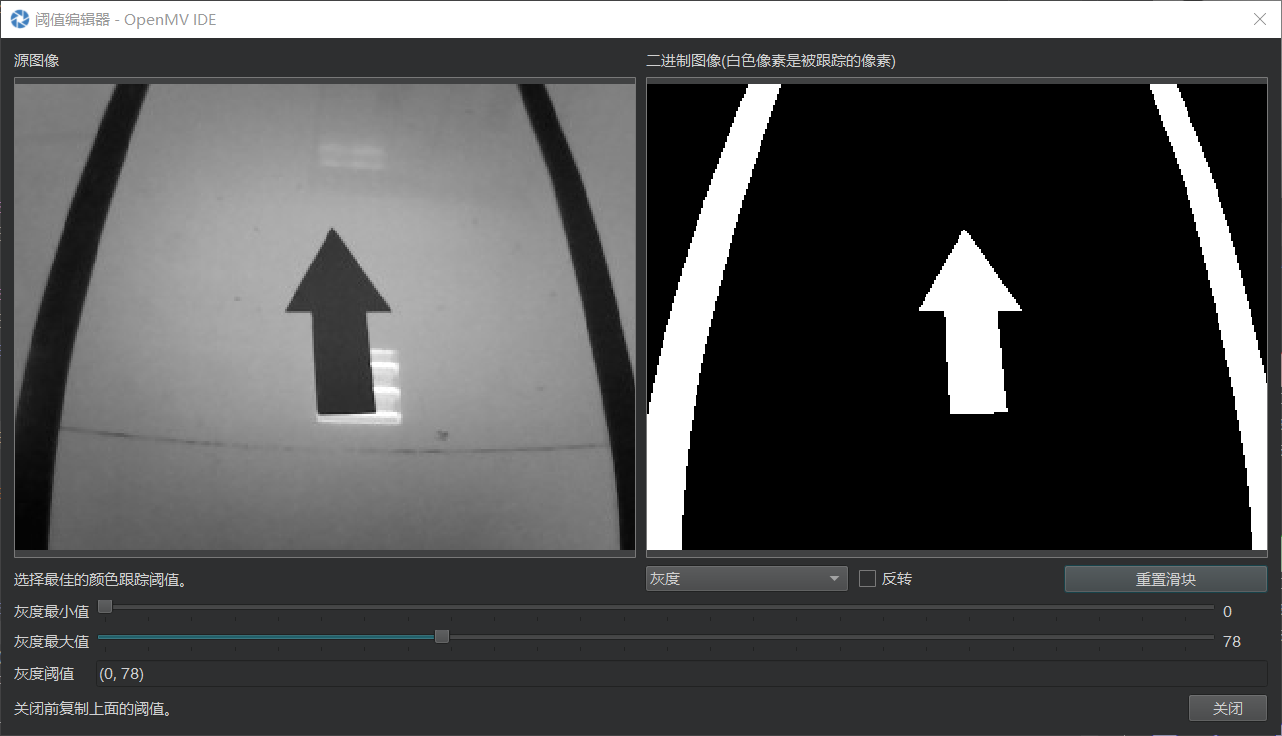 阈值编辑器 - OpenMV IDE
源图像
二进制图像(白色像素是被跟踪的像素)
选择最佳的颜色跟踪阈值。
灰度
反转
重置滑块
灰度最小值
0
灰度最大值
78
灰度阈值
(0, 78)
关闭前复制上面的阈值。
关闭